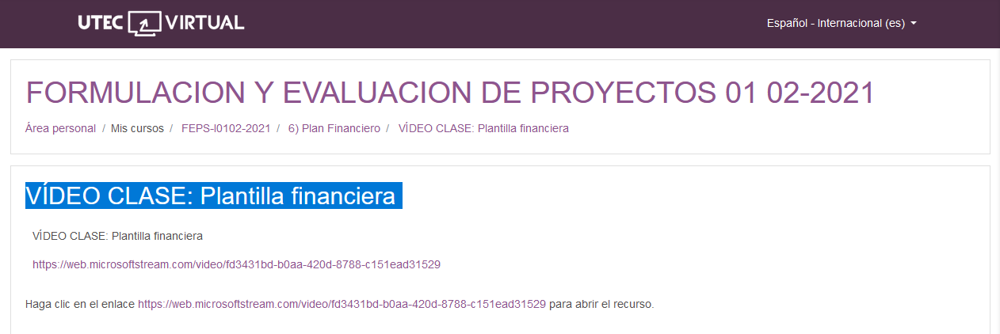 UTEC VIRTUAL
Español - Internacional (es)
FORMULACION Y EVALUACION DE PROYECTOS 01 02-2021
Área personal / Mis cursos / FEPS-I0102-2021 / 6) Plan Financiero / VÍDEO CLASE: Plantilla financiera
VÍDEO CLASE: Plantilla financiera
VÍDEO CLASE: Plantilla financiera
https://web.microsoftstream.com/video/fd3431bd-b0aa-420d-8788-c151ead31529
Haga clic en el enlace https://web.microsoftstream.com/video/fd3431bd-b0aa-420d-8788-c151ead31529 para abrir el recurso.